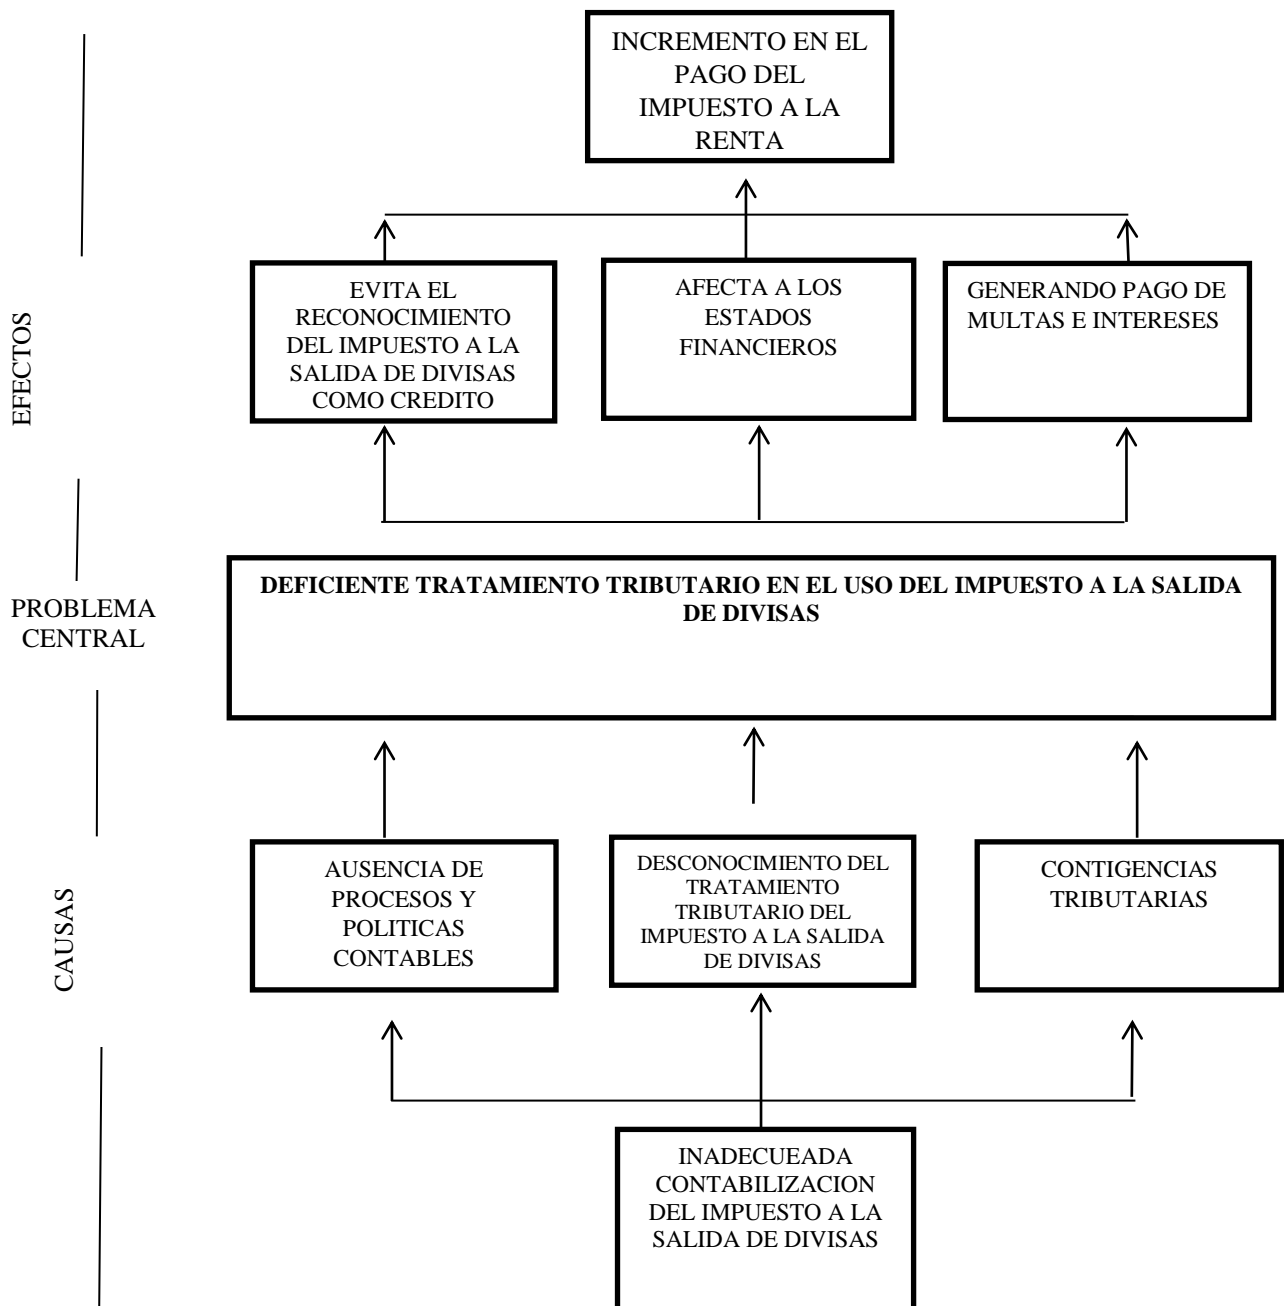 INCREMENTO EN EL
PAGO DEL
IMPUESTO A LA
RENTA
EVITA EL
RECONOCIMIENTO
DEL IMPUESTO A LA
SALIDA DE DIVISAS
COMO CREDITO
AFECTA A LOS
ESTADOS
FINANCIEROS
GENERANDO PAGO DE
MULTAS E INTERESES
EFECTOS
DEFICIENTE TRATAMIENTO TRIBUTARIO EN EL USO DEL IMPUESTO A LA SALIDA
DE DIVISAS
PROBLEMA
CENTRAL
AUSENCIA DE
PROCESOS Y
POLITICAS
CONTABLES
DESCONOCIMIENTO DEL
TRATAMIENTO
TRIBUTARIO DEL
IMPUESTO A LA SALIDA
DE DIVISAS
CONTIGENCIAS
TRIBUTARIAS
CAUSAS
INADECUEADA
CONTABILIZACION
DEL IMPUESTO A LA
SALIDA DE DIVISAS